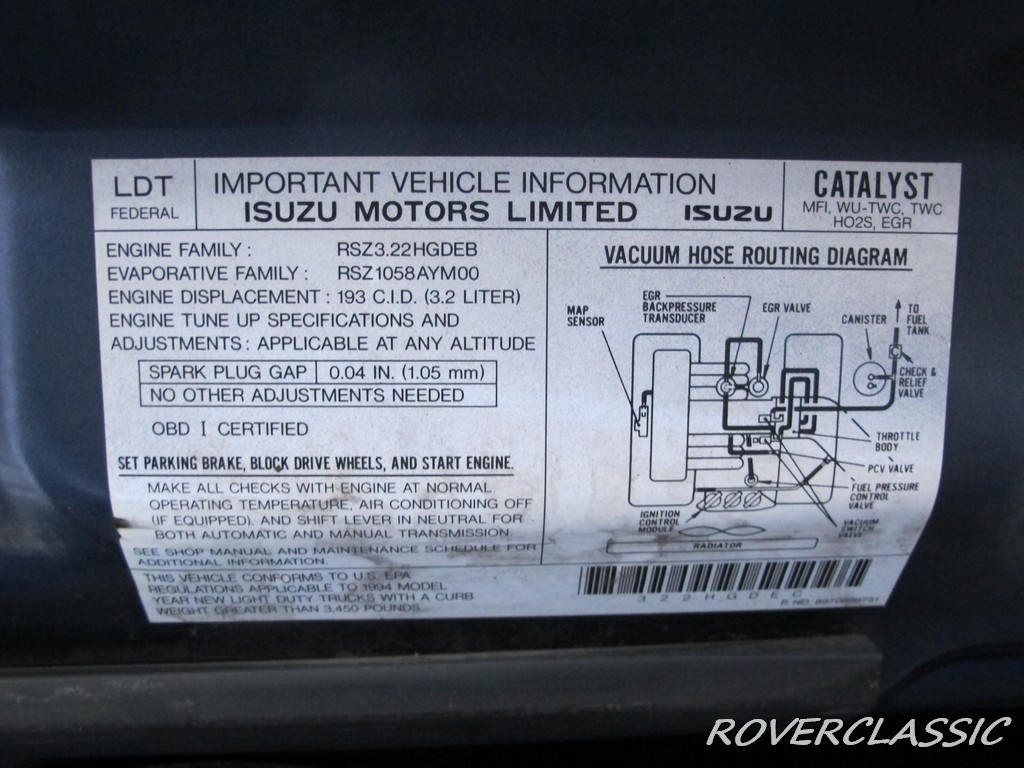 LDT
FEDERAL
IMPORTANT VEHICLE INFORMATION
ISUZU MOTORS LIMITED ISUZU
CATALYST
MFI, WU-TWC, TWC
HO2S, EGR
ENGINE FAMILY : RSZ3.22HGDEB
EVAPORATIVE FAMILY : RSZ1058AYM00
ENGINE DISPLACEMENT : 193 C.I.D. (3.2 LITER)
ENGINE TUNE UP SPECIFICATIONS AND
ADJUSTMENTS : APPLICABLE AT ANY ALTITUDE
SPARK PLUG GAP 0.04 IN. (1.05 mm)
NO OTHER ADJUSTMENTS NEEDED
OBD I CERTIFIED
SET PARKING BRAKE, BLOCK DRIVE WHEELS, AND START ENGINE.
MAKE ALL CHECKS WITH ENGINE AT NORMAL
OPERATING TEMPERATURE, AIR CONDITIONING OFF
(IF EQUIPPED), AND SHIFT LEVER IN NEUTRAL FOR
BOTH AUTOMATIC AND MANUAL TRANSMISSION.
SEE SHOP MANUAL AND MAINTENANCE SCHEDULE FOR
ADDITIONAL INFORMATION.
THIS VEHICLE CONFORMS TO U.S. EPA
REGULATIONS APPLICABLE TO 1994 MODEL
YEAR NEW LIGHT DUTY TRUCKS WITH A CURB
WEIGHT GREATER THAN 3,450 POUNDS.
VACUUM HOSE ROUTING DIAGRAM
MAP
SENSOR
EGR
BACKPRESSURE
TRANSDUCER
EGR VALVE
CANISTER
TO
FUEL
TANK
CHECK &
RELIEF
VALVE
THROTTLE
BODY
PCV VALVE
FUEL PRESSURE
CONTROL
VALVE
VACUUM
SWITCH
VALVE
IGNITION
CONTROL
MODULE
RADIATOR
322HGDEC
P. NO.
ROVERCLASSIC